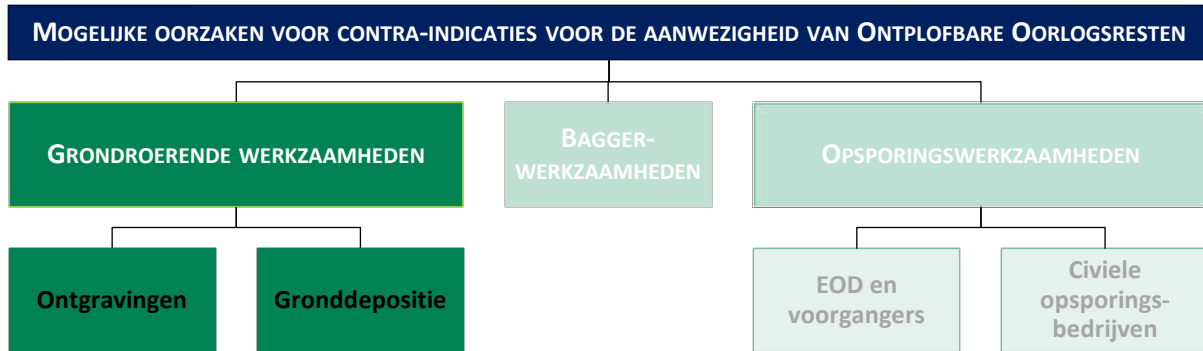 MOGELIJKE OORZAKEN VOOR CONTRA-INDICATIES VOOR DE AANWEZIGHEID VAN ONTPLOFBARE OORLOGSRESTEN
GRONDROERENDE WERKZAAMHEDEN
BAGGER-
WERKZAAMHEDEN
OPSPORINGSWERKZAAMHEDEN
Ontgravingen
Gronddepositie
EOD en
voorgangers
Civiele
opsporings-
bedrijven